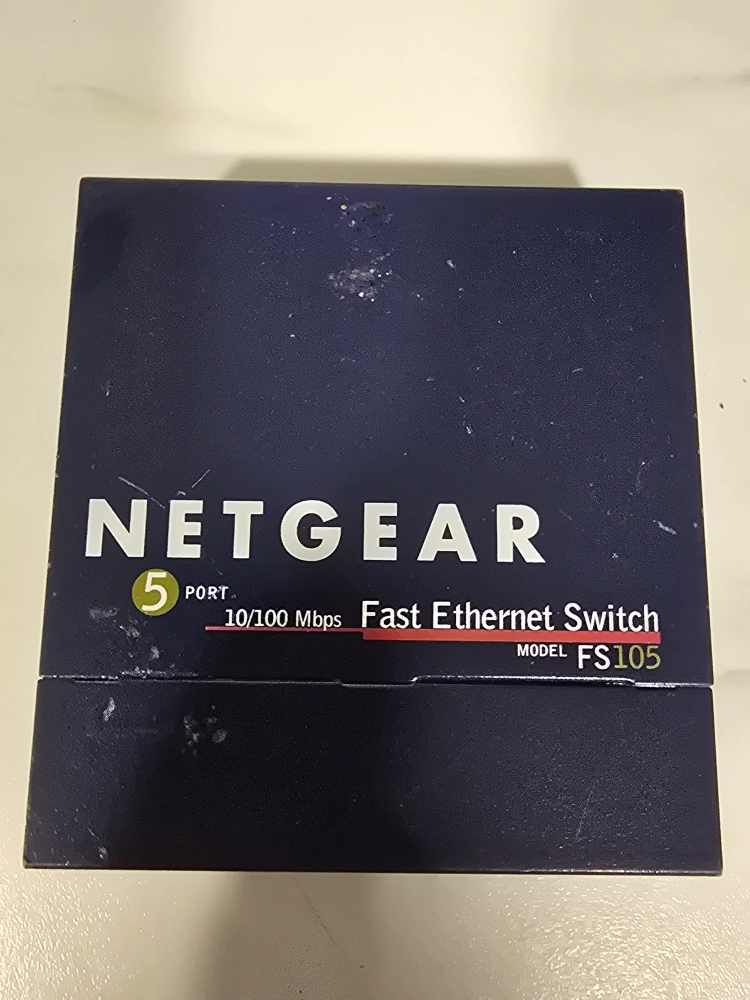 NETGEAR
5 PORT
10/100 Mbps Fast Ethernet Switch
MODEL FS105